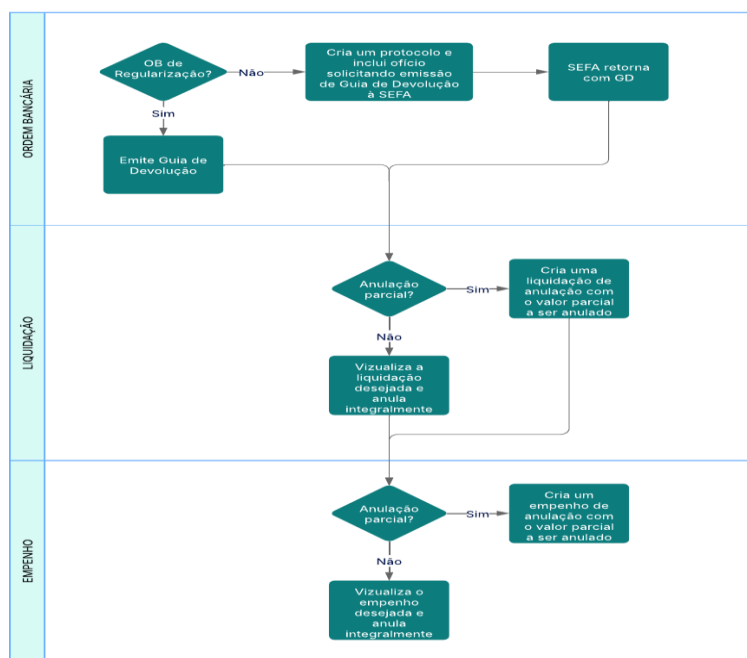 ORDEM BANCÁRIA
OB de
Regularização?
Não
Cria um protocolo e
inclui ofício
solicitando emissão
de Guia de Devolução
à SEFA
SEFA retorna
com GD
Sim
Emite Guia de
Devolução
LIQUIDAÇÃO
Anulação
parcial?
Sim
Cria uma
liquidação de
anulação com
o valor parcial
a ser anulado
Não
Vizualiza a
liquidação
desejada e
anula
integralmente
EMPENHO
Anulação
parcial?
Sim
Cria um
empenho de
anulação com
o valor parcial
a ser anulado
Não
Vizualiza o
empenho
desejada e
anula
integralmente